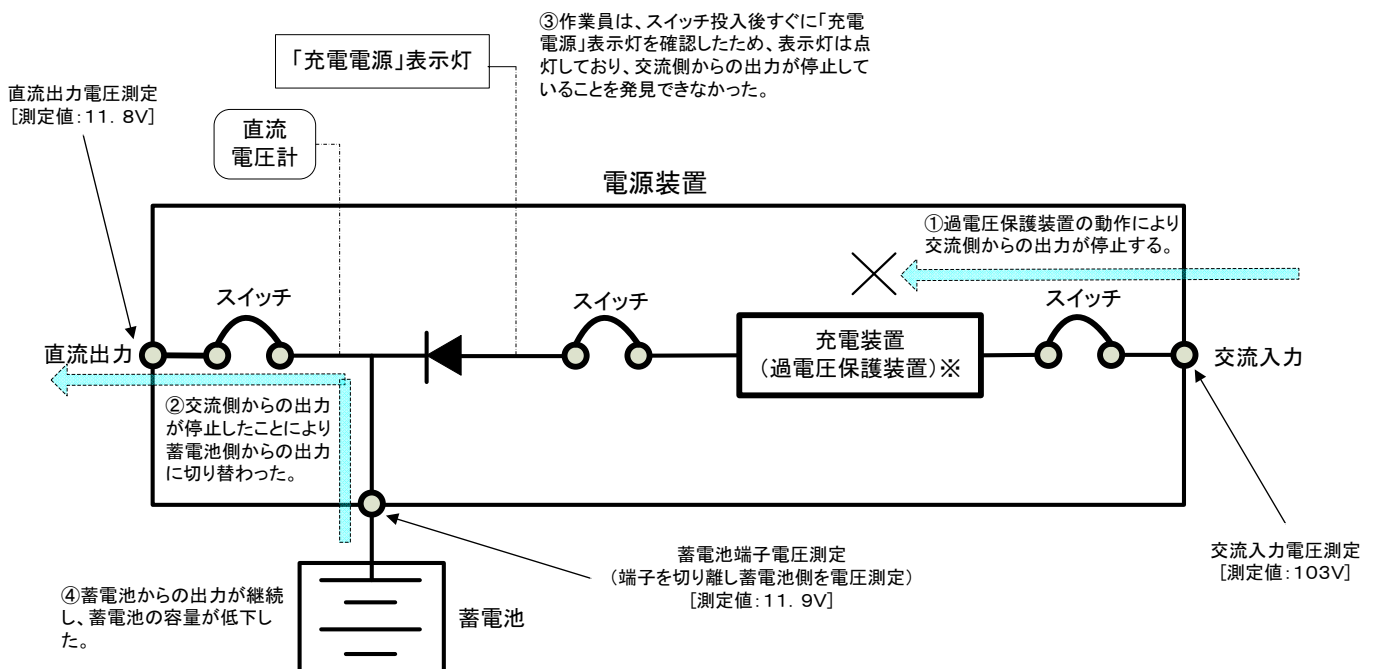 ③作業員は、スイッチ投入後すぐに「充電
電源」表示灯を確認したため、表示灯は点
灯しており、交流側からの出力が停止して
いることを発見できなかった。
「充電電源」表示灯
直流出力電圧測定
[測定値:11.8V]
直流
電圧計
電源装置
①過電圧保護装置の動作により
交流側からの出力が停止する。
スイッチ
スイッチ
スイッチ
直流出力
充電装置
(過電圧保護装置)※
交流入力
②交流側からの出力
が停止したことにより
蓄電池側からの出力
に切り替わった。
蓄電池端子電圧測定
(端子を切り離し蓄電池側を電圧測定)
[測定値:11.9V]
交流入力電圧測定
[測定値:103V]
④蓄電池からの出力が継続
し、蓄電池の容量が低下し
た。
蓄電池